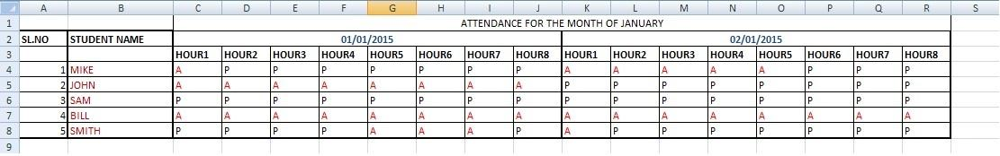 A B C D E F G H I J K L M N O P Q R S
1 ATTENDANCE FOR THE MONTH OF JANUARY
2 SL.NO STUDENT NAME 01/01/2015 02/01/2015
3 HOUR1 HOUR2 HOUR3 HOUR4 HOUR5 HOUR6 HOUR7 HOUR8 HOUR1 HOUR2 HOUR3 HOUR4 HOUR5 HOUR6 HOUR7 HOUR8
4 1 MIKE A P P P P P P P A A A A A P P P
5 2 JOHN A A A A A A A A P P P P P P P P
6 3 SAM P P P P P P P P P P P P P P P P
7 4 BILL A A A A A A A A A A A A A A A A
8 5 SMITH P P P P A A A P A P P P P P P P
9